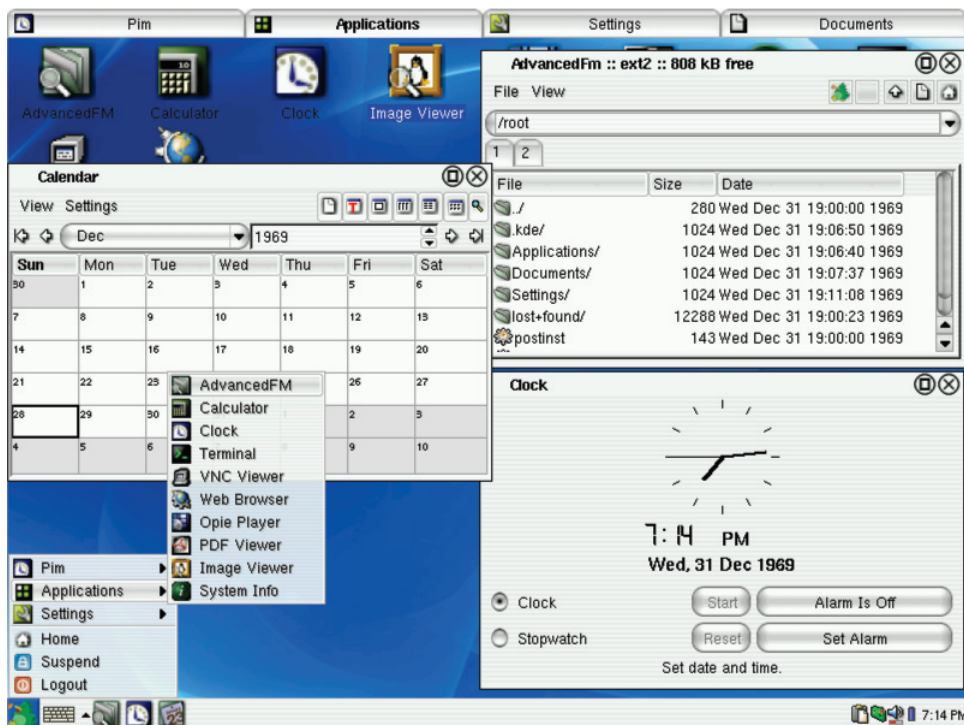 Pim
Applications
Settings
Documents
AdvancedFM
Calculator
Clock
Image Viewer
AdvancedFm :: ext2 :: 808 kB free
File View
/root
1 2
File Size Date
../ 280 Wed Dec 31 19:00:00 1969
.kde/ 1024 Wed Dec 31 19:06:50 1969
Applications/ 1024 Wed Dec 31 19:06:40 1969
Documents/ 1024 Wed Dec 31 19:07:37 1969
Settings/ 1024 Wed Dec 31 19:11:08 1969
lost+found/ 12288 Wed Dec 31 19:00:23 1969
postinst 143 Wed Dec 31 19:00:00 1969
Calendar
View Settings
Dec 1969
Sun Mon Tue Wed Thu Fri Sat
30 1 2 3 4 5 6
7 8 9 10 11 12 13
14 15 16 17 18 19 20
21 22 23 26 27
28 29 30 1 2 3
4 5 6 9 10
AdvancedFM
Calculator
Clock
Terminal
VNC Viewer
Web Browser
Opie Player
PDF Viewer
Image Viewer
System Info
Pim
Applications
Settings
Home
Suspend
Logout
Clock
7:14 PM
Wed, 31 Dec 1969
Clock Start Alarm Is Off
Stopwatch Reset Set Alarm
Set date and time.
7:14 PM